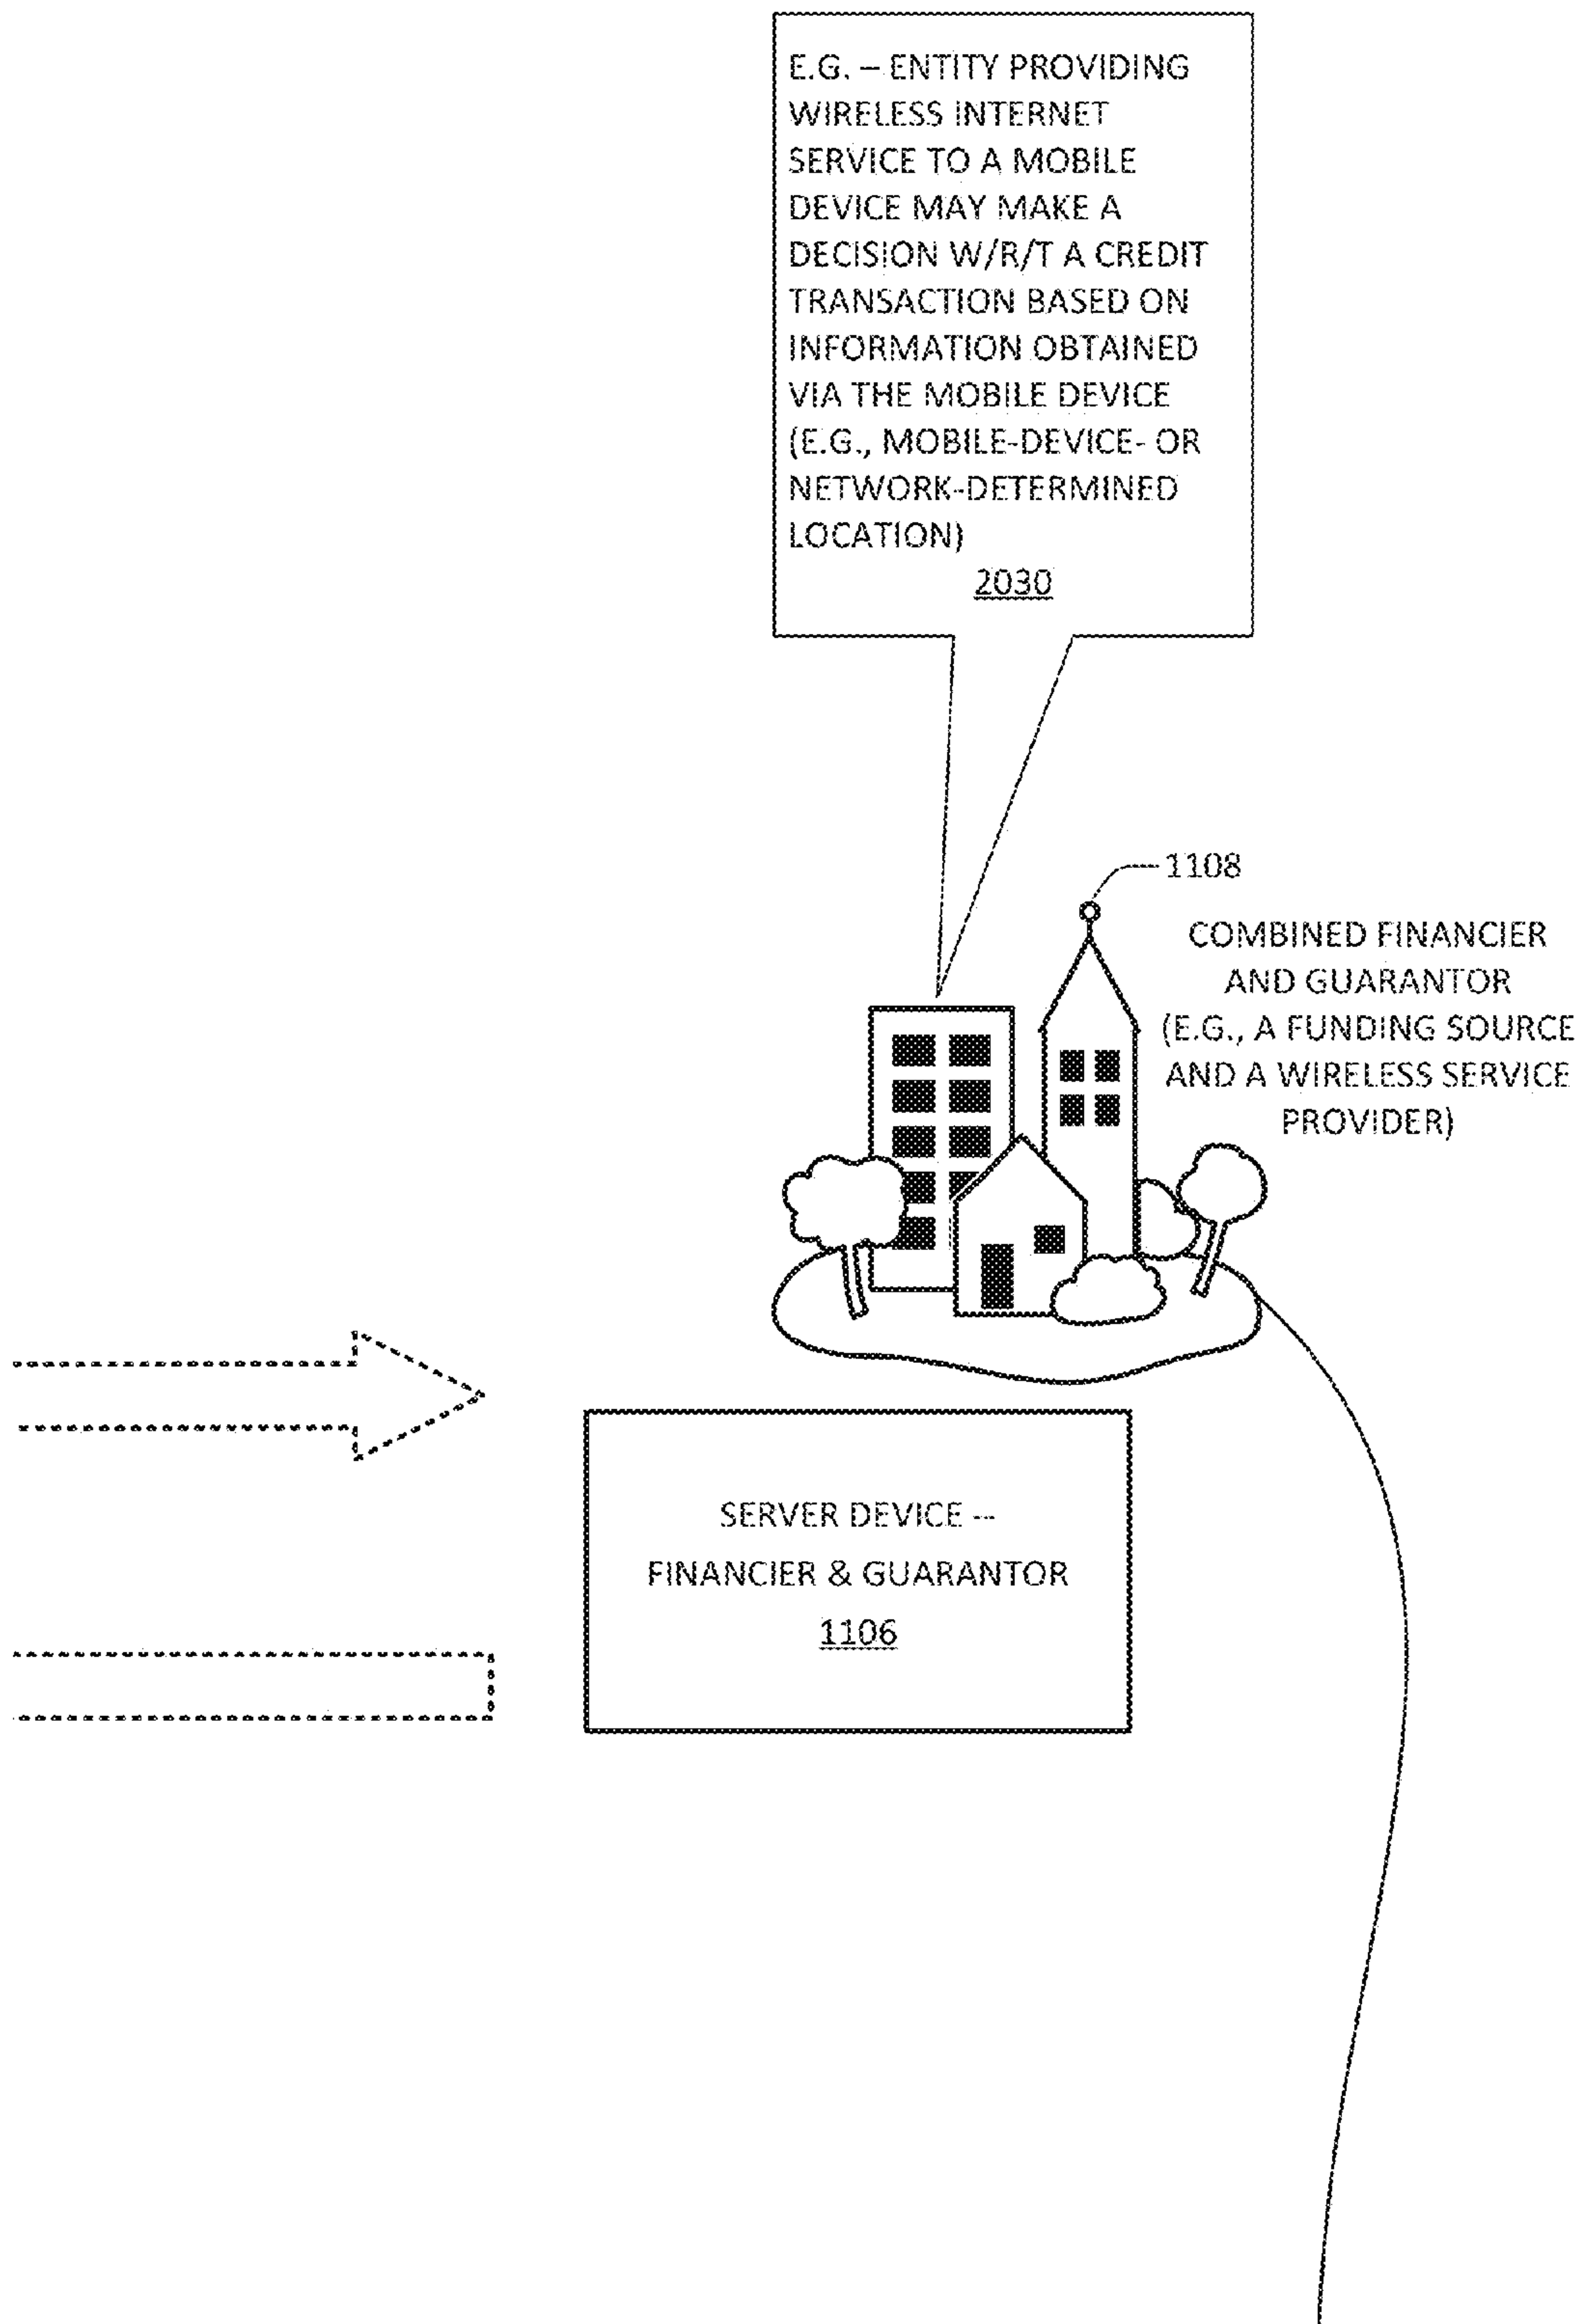 E.G. – ENTITY PROVIDING
WIRELESS INTERNET
SERVICE TO A MOBILE
DEVICE MAY MAKE A
DECISION W/R/T A CREDIT
TRANSACTION BASED ON
INFORMATION OBTAINED
VIA THE MOBILE DEVICE
(E.G., MOBILE-DEVICE- OR
NETWORK-DETERMINED
LOCATION)
2030
1108
COMBINED FINANCIER
AND GUARANTOR
(E.G., A FUNDING SOURCE
AND A WIRELESS SERVICE
PROVIDER)
SERVER DEVICE --
FINANCIER & GUARANTOR
1106